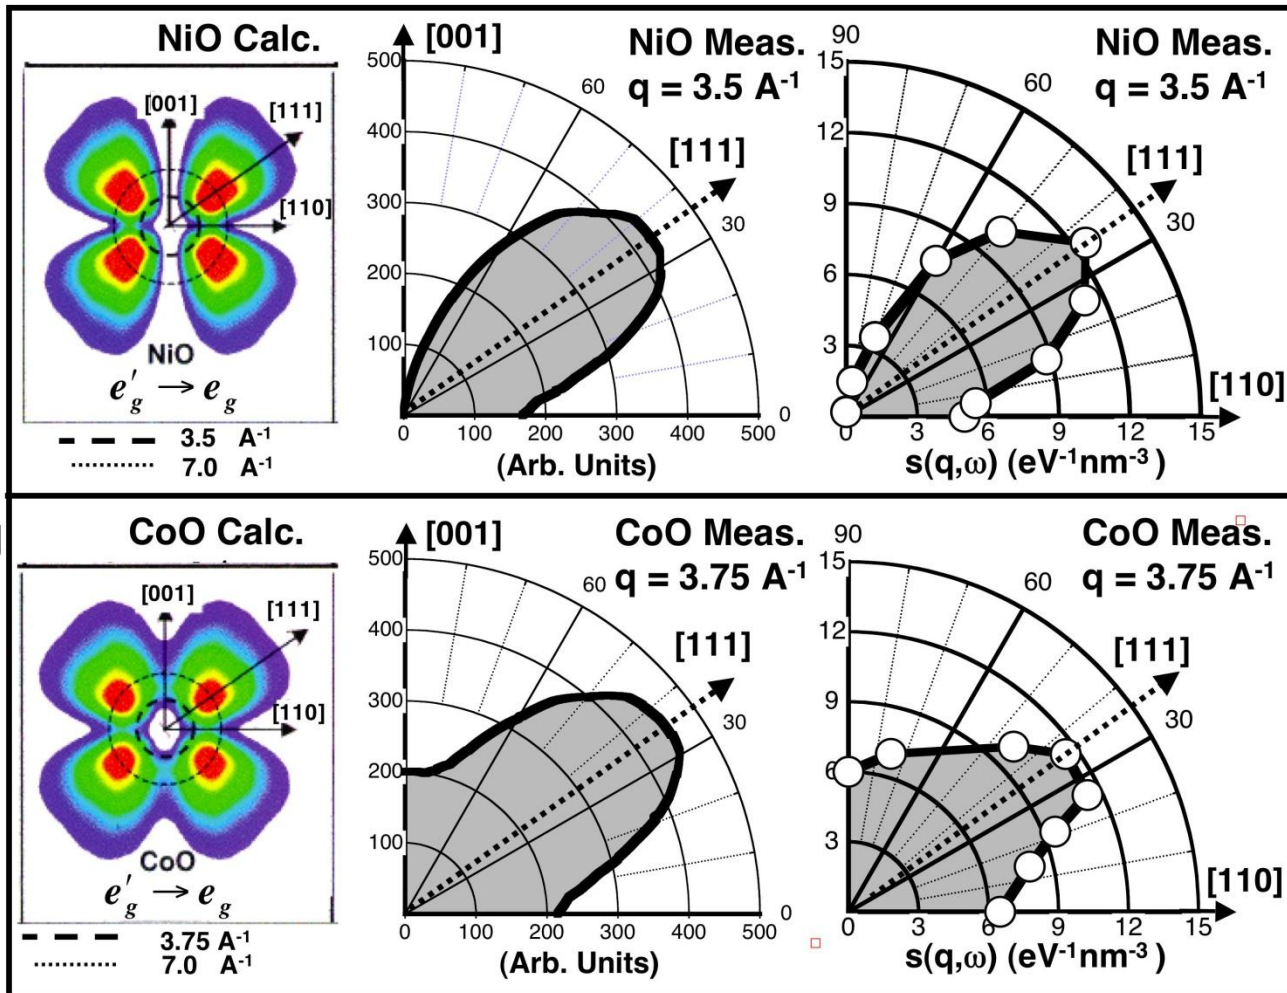 NiO Calc.
[001]
[111]
[110]
NiO
e'g → eg
3.5 A-1
7.0 A-1
[001]
NiO Meas.
q = 3.5 A-1
500
400
300
200
100
60
[111]
30
0
0 100 200 300 400 500
(Arb. Units)
90
NiO Meas.
q = 3.5 A-1
15
12
9
6
3
60
[111]
30
[110]
0 3 6 9 12 15
s(q,ω) (eV-1nm-3)
CoO Calc.
[001]
[111]
[110]
CoO
e'g → eg
3.75 A-1
7.0 A-1
[001]
CoO Meas.
q = 3.75 A-1
500
400
300
200
100
60
[111]
30
0
0 100 200 300 400 500
(Arb. Units)
90
CoO Meas.
q = 3.75 A-1
15
12
9
6
3
60
[111]
30
[110]
0 3 6 9 12 15
s(q,ω) (eV-1nm-3)